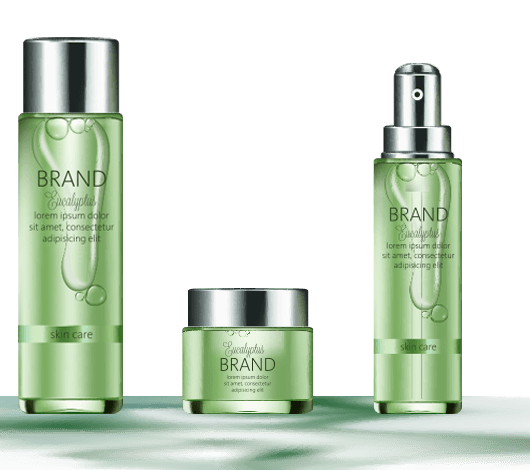 BRAND
Eucalyptus
lorem ipsum dolor
sit amet, consectetur
adipisicing elit
skin care
Eucalyptus
BRAND
lorem ipsum dolor
sit amet, consectetur
adipisicing elit
BRAND
Eucalyptus
lorem ipsum dolor
sit amet, consectetur
adipisicing elit
skin care